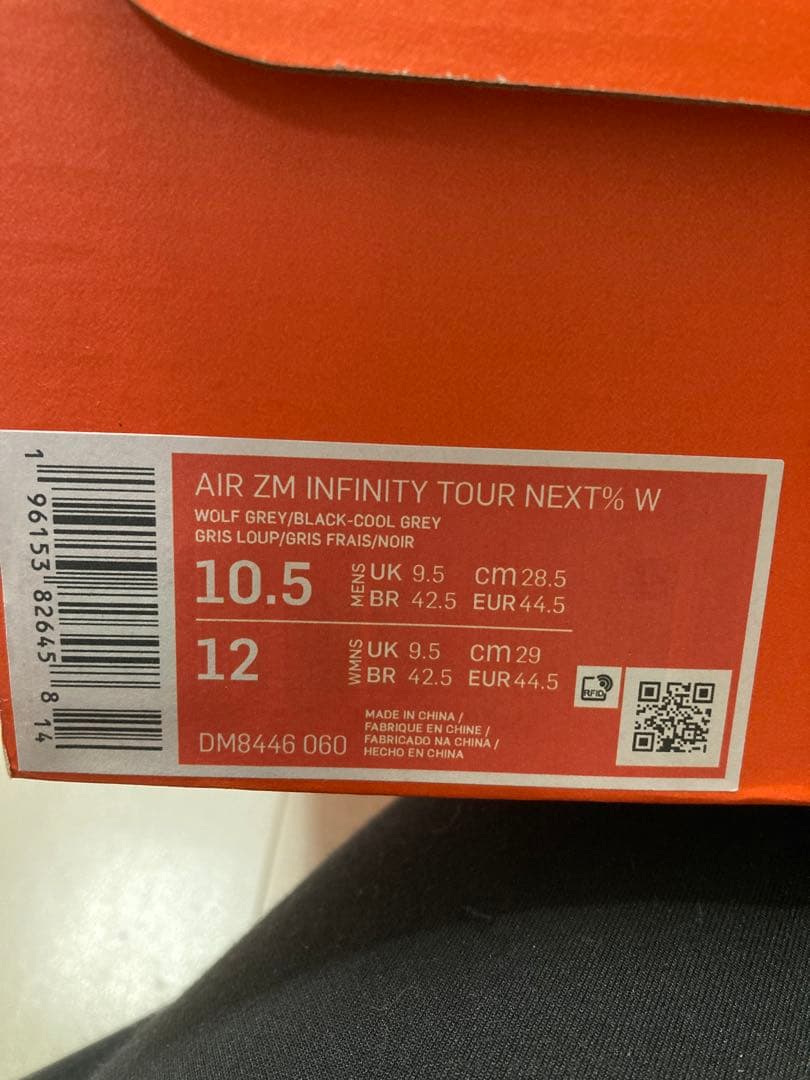 AIR ZM INFINITY TOUR NEXT% W
WOLF GREY/BLACK-COOL GREY
GRIS LOUP/GRIS FRAIS/NOIR
10.5 MENS UK 9.5 cm 28.5
BR 42.5 EUR 44.5
12 WMNS UK 9.5 cm 29
BR 42.5 EUR 44.5
RFID
DM8446 060
MADE IN CHINA /
FABRIQUE EN CHINE /
FABRICADO NA CHINA /
HECHO EN CHINA
1 96153 82645 8 14